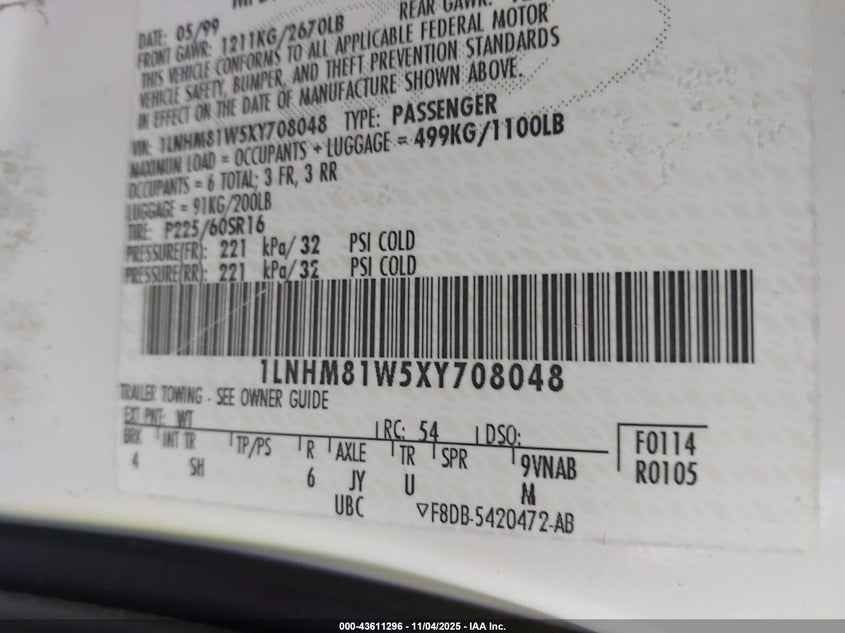 DATE: 05/99 REAR GAWR:
FRONT GAWR: 1211KG/2670LB
THIS VEHICLE CONFORMS TO ALL APPLICABLE FEDERAL MOTOR
VEHICLE SAFETY, BUMPER, AND THEFT PREVENTION STANDARDS
IN EFFECT ON THE DATE OF MANUFACTURE SHOWN ABOVE.
VIN: 1LNHM81W5XY708048 TYPE: PASSENGER
MAXIMUM LOAD = OCCUPANTS + LUGGAGE = 499KG/1100LB
OCCUPANTS = 6 TOTAL: 3 FR, 3 RR
LUGGAGE = 91KG/200LB
TIRE: P225/60SR16
PRESSURE(FR): 221 kPa/ 32 PSI COLD
PRESSURE(RR): 221 kPa/ 32 PSI COLD
1LNHM81W5XY708048
TRAILER TOWING - SEE OWNER GUIDE
EXT PNT: WT RC: 54 DSO:
BRK INT TR TP/PS R AXLE TR SPR 9VNAB
4 SH 6 JY U M
UBC ▽F8DB-5420472-AB
F0114
R0105
000-43611296 - 11/04/2025 - IAA Inc.